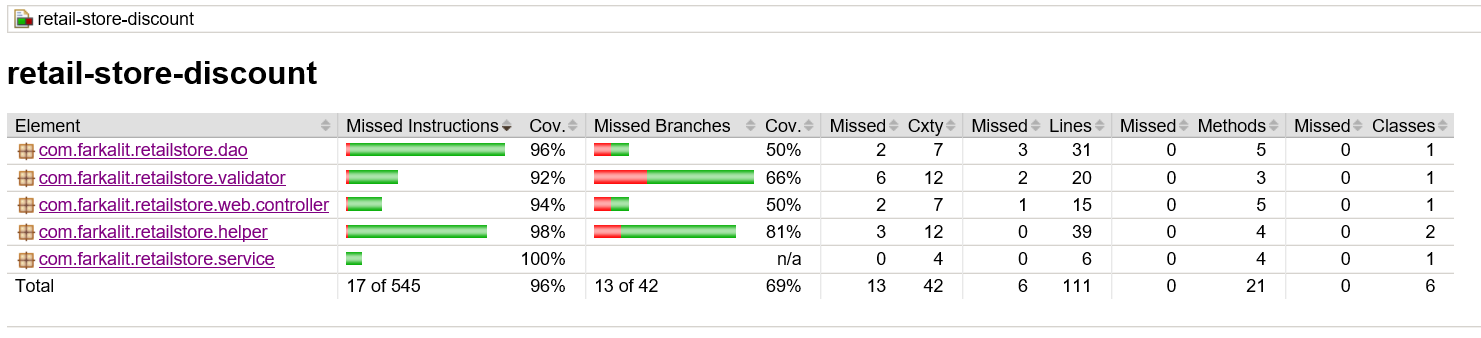 retail-store-discount
retail-store-discount
Element Missed Instructions Cov. Missed Branches Cov. Missed Cxty Missed Lines Missed Methods Missed Classes
com.farkalit.retailstore.dao 96% 50% 2 7 3 31 0 5 0 1
com.farkalit.retailstore.validator 92% 66% 6 12 2 20 0 3 0 1
com.farkalit.retailstore.web.controller 94% 50% 2 7 1 15 0 5 0 1
com.farkalit.retailstore.helper 98% 81% 3 12 0 39 0 4 0 2
com.farkalit.retailstore.service 100% n/a 0 4 0 6 0 4 0 1
Total 17 of 545 96% 13 of 42 69% 13 42 6 111 0 21 0 6